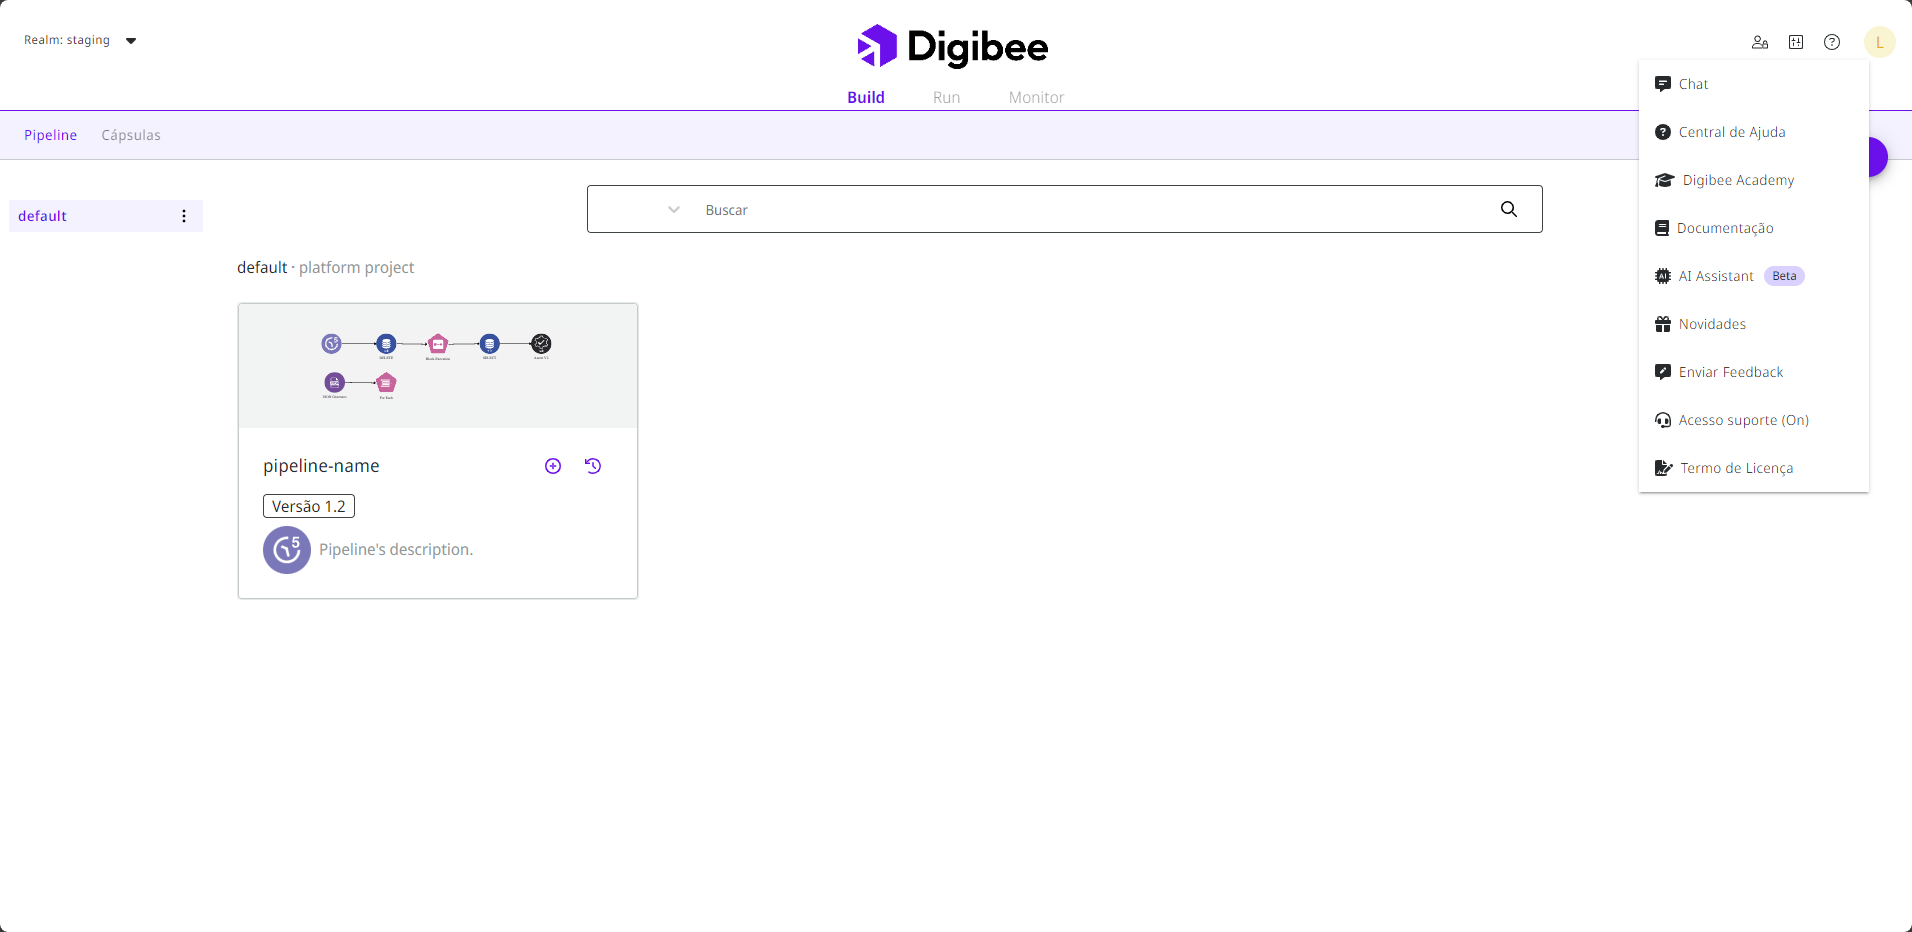 Realm: staging
Digibee
L
Build Run Monitor
Pipeline Cápsulas
default
Buscar
default · platform project
pipeline-name
Versão 1.2
5 Pipeline's description.
Chat
Central de Ajuda
Digibee Academy
Documentação
AI Assistant Beta
Novidades
Enviar Feedback
Acesso suporte (On)
Termo de Licença